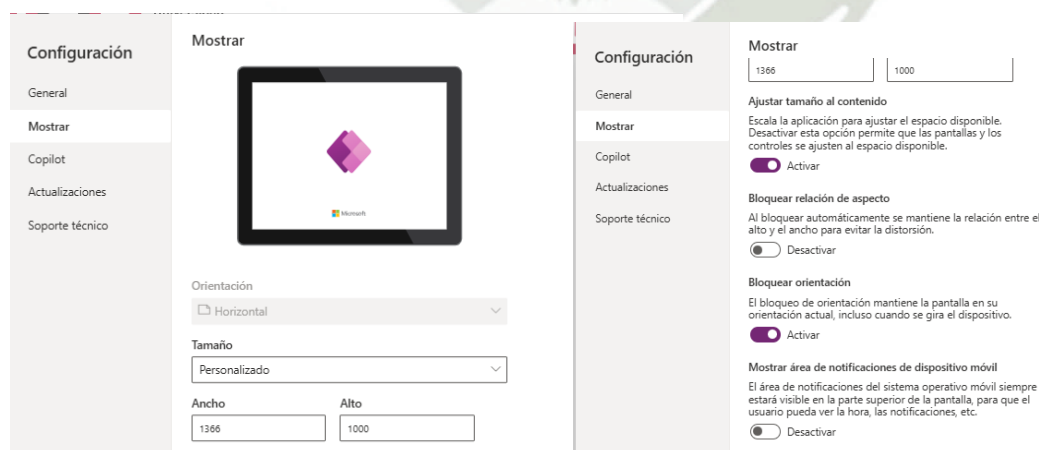 Configuración
General
Mostrar
Copilot
Actualizaciones
Soporte técnico
Mostrar
Microsoft
Orientación
Horizontal
Tamaño
Personalizado
Ancho Alto
1366 1000
Configuración
General
Mostrar
Copilot
Actualizaciones
Soporte técnico
Mostrar
1366 1000
Ajustar tamaño al contenido
Escala la aplicación para ajustar el espacio disponible.
Desactivar esta opción permite que las pantallas y los
controles se ajusten al espacio disponible.
Activar
Bloquear relación de aspecto
Al bloquear automáticamente se mantiene la relación entre el
alto y el ancho para evitar la distorsión.
Desactivar
Bloquear orientación
El bloqueo de orientación mantiene la pantalla en su
orientación actual, incluso cuando se gira el dispositivo.
Activar
Mostrar área de notificaciones de dispositivo móvil
El área de notificaciones del sistema operativo móvil siempre
estará visible en la parte superior de la pantalla, para que el
usuario pueda ver la hora, las notificaciones, etc.
Desactivar